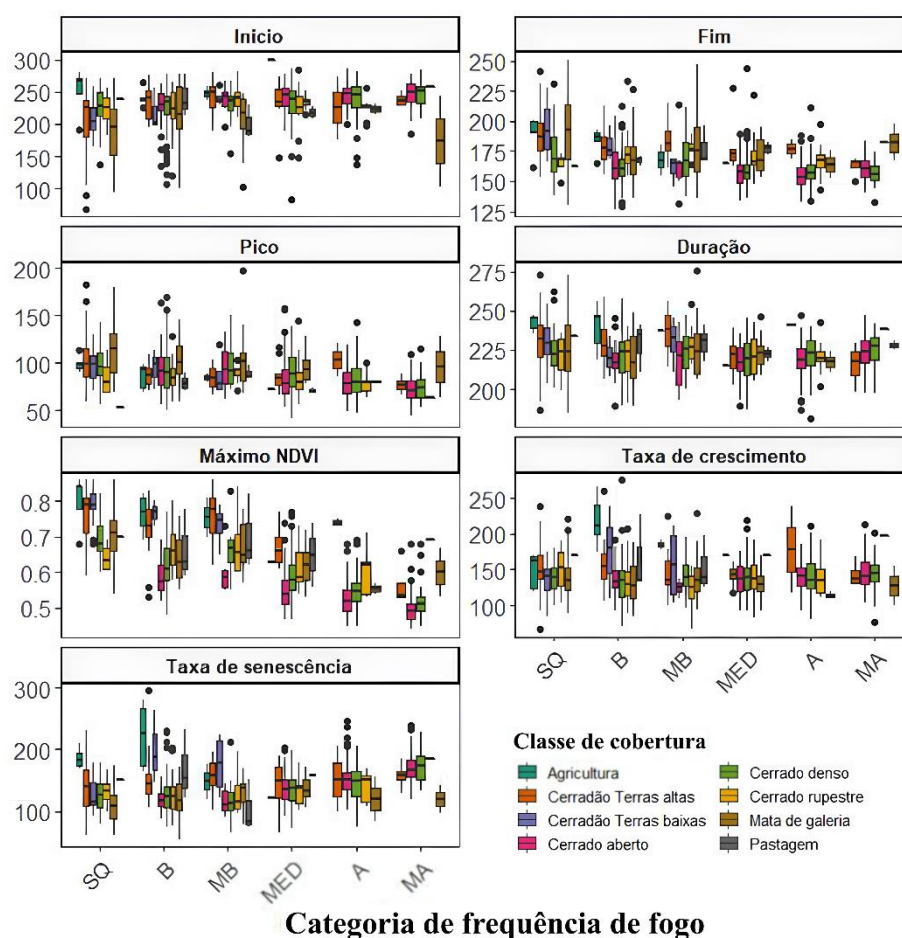 Inicio
300
250
200
150
100
Fim
250
225
200
175
150
125
Pico
200
150
100
50
Duração
275
250
225
200
Máximo NDVI
0.8
0.7
0.6
0.5
Taxa de crescimento
250
200
150
100
SQ B MB MED A MA
Taxa de senescência
300
200
100
SQ B MB MED A MA
Classe de cobertura
Agricultura
Cerradão Terras altas
Cerradão Terras baixas
Cerrado aberto
Cerrado denso
Cerrado rupestre
Mata de galeria
Pastagem
Categoria de frequência de fogo